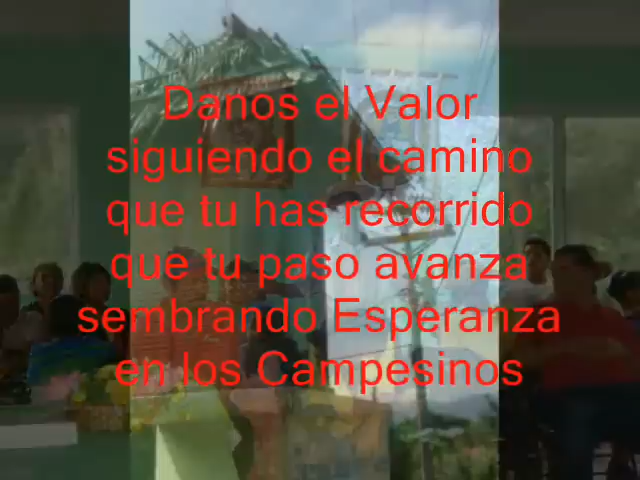 Danos el Valor
siguiendo el camino
que tu has recorrido
que tu paso avanza
sembrando Esperanza
en los Campesinos